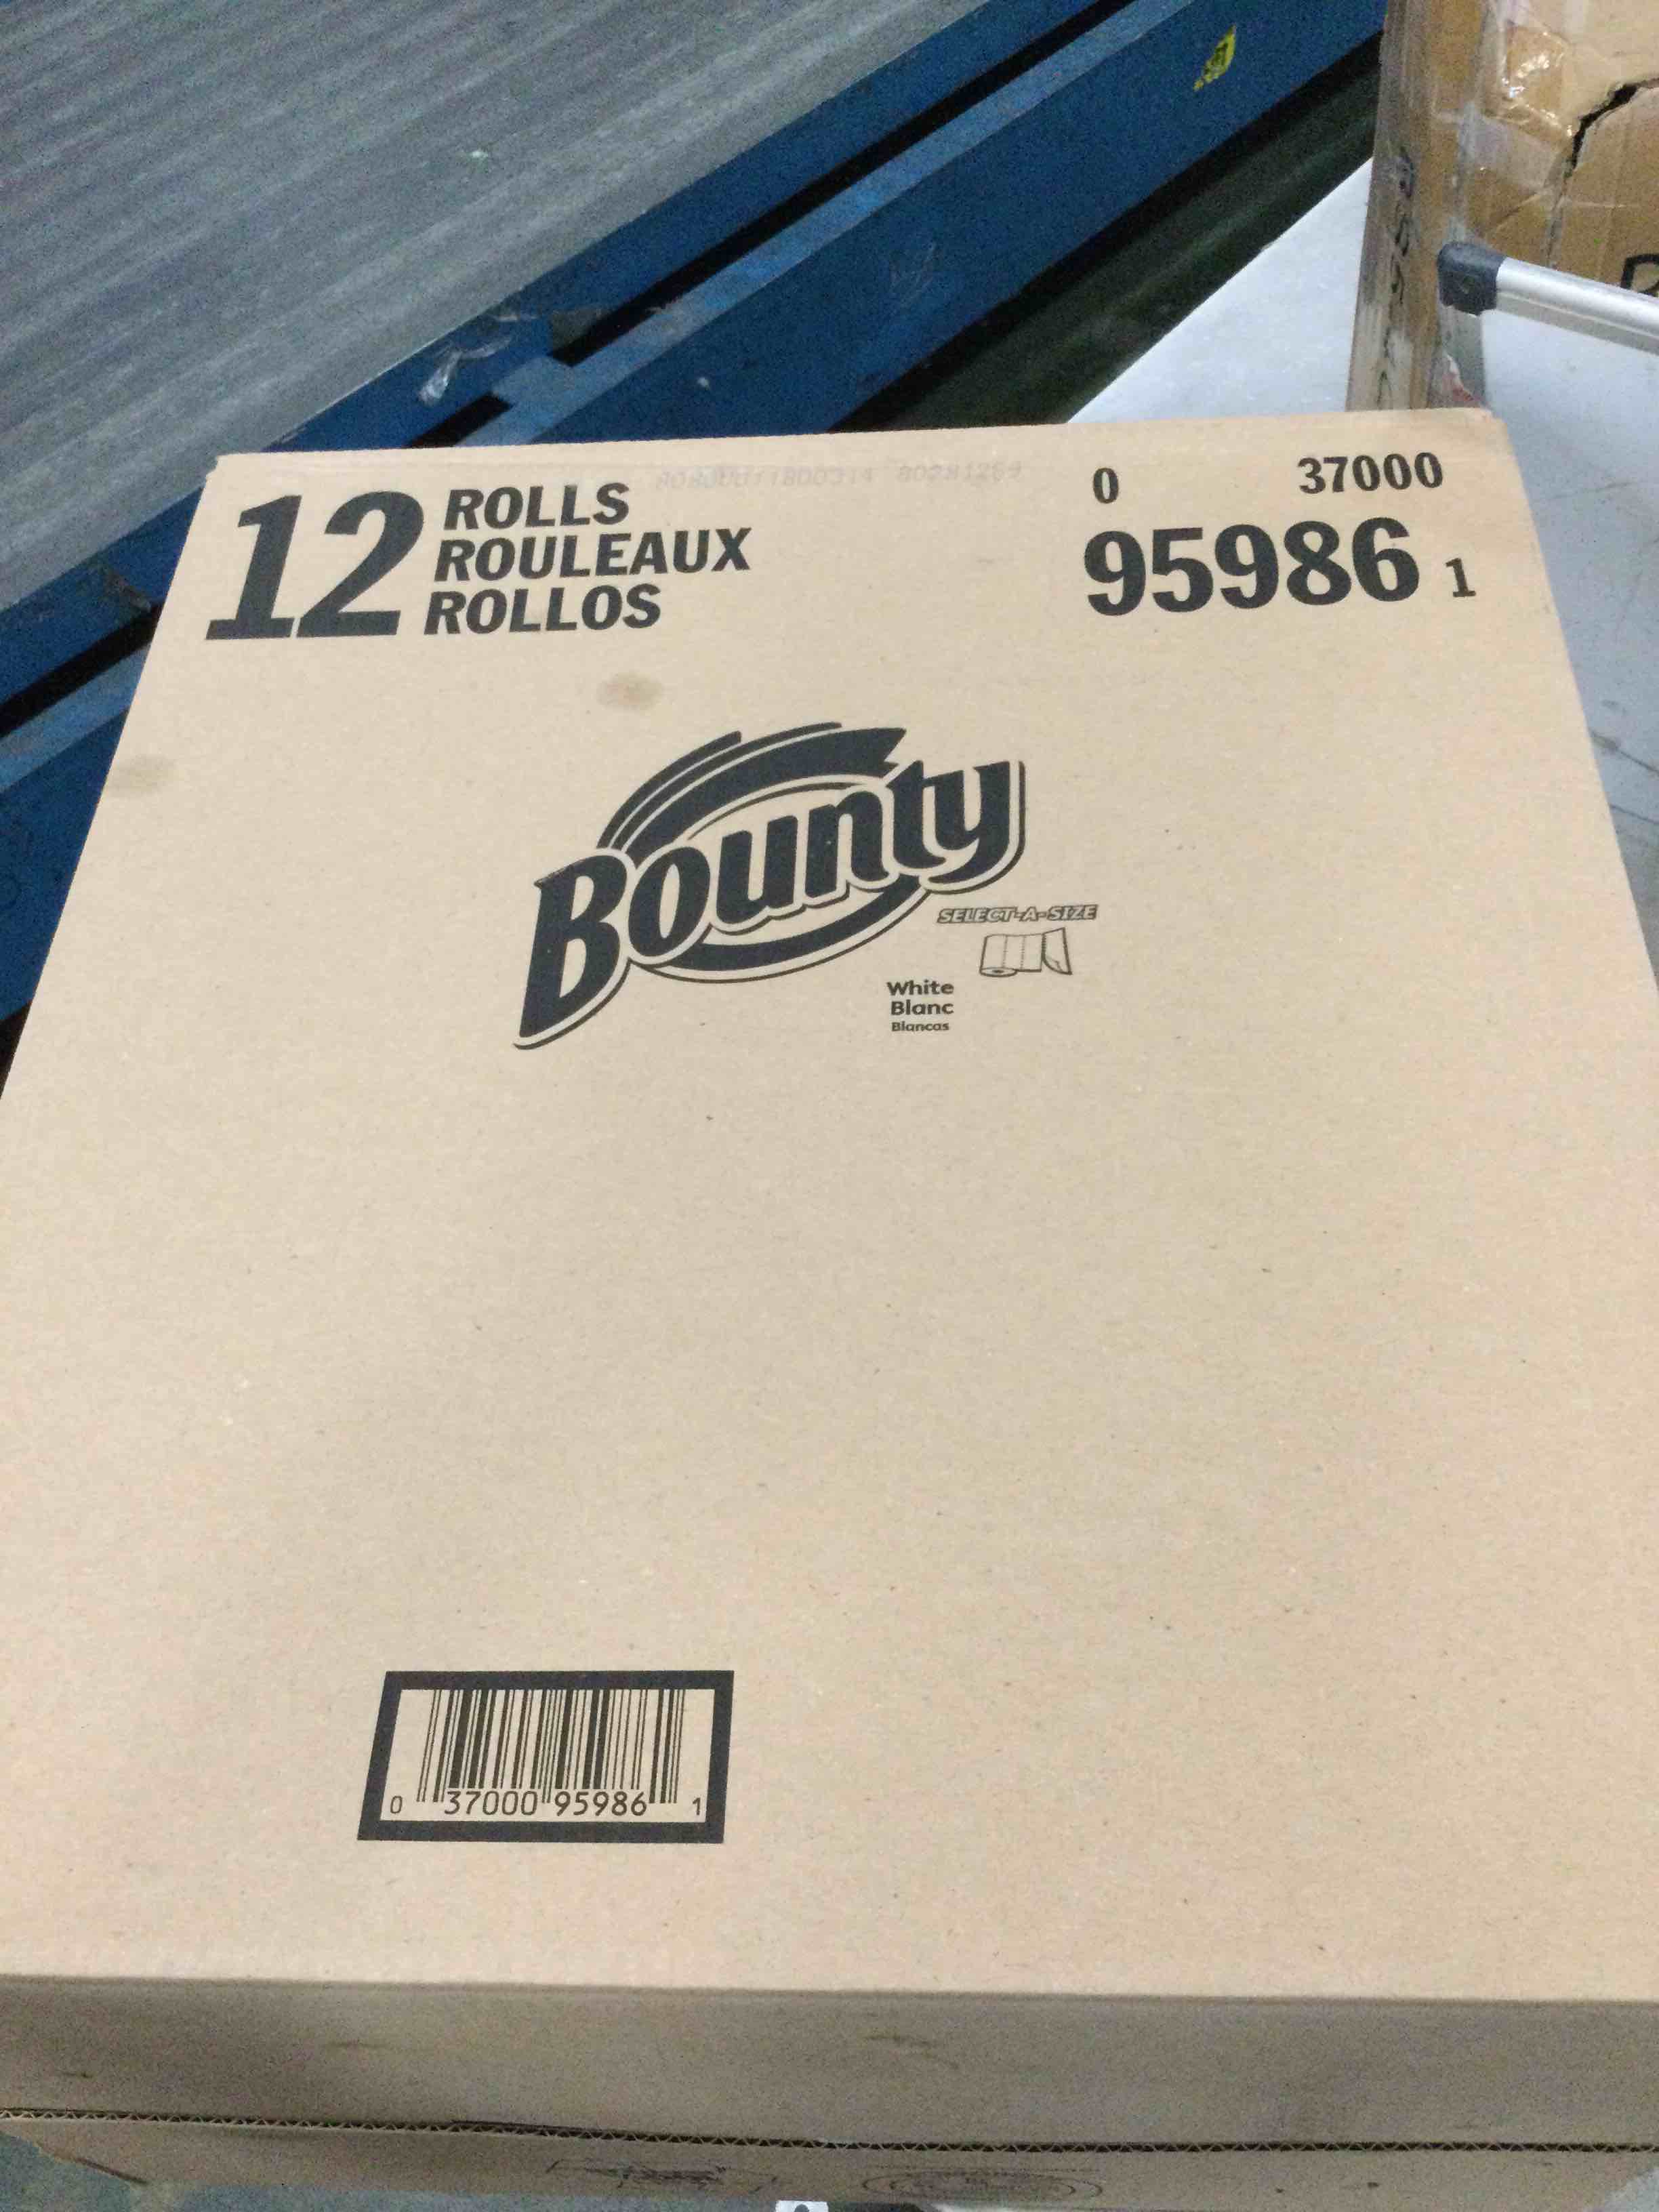 12 ROLLS
ROULEAUX
ROLLOS
0 37000
95986 1
Bounty
SELECT-A-SIZE
White
Blanc
Blancas
0 37000 95986 1